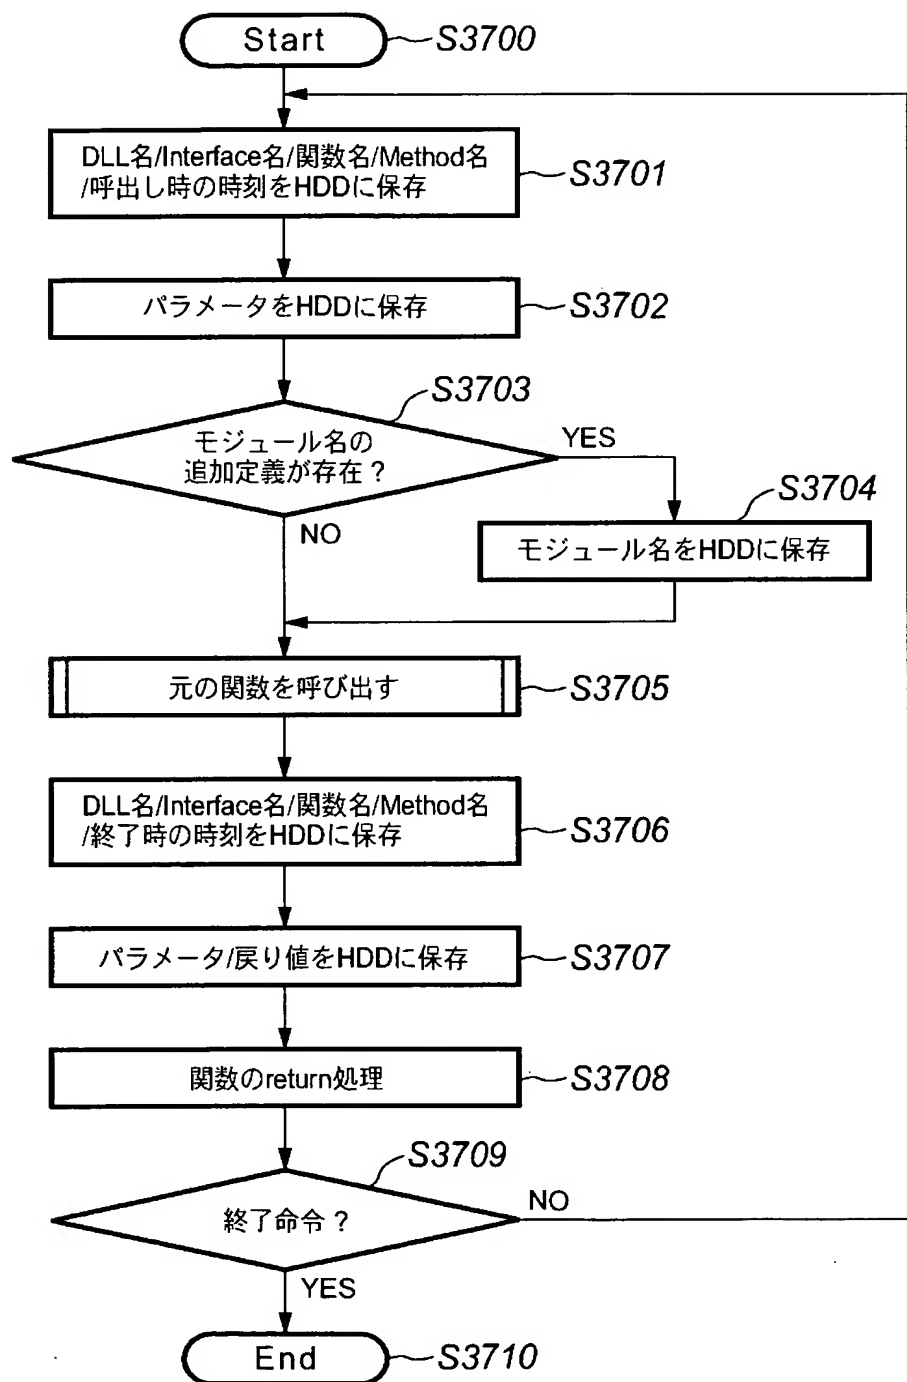 Start
S3700
DLL名/Interface名/関数名/Method名
/呼出し時の時刻をHDDに保存
S3701
パラメータをHDDに保存
S3702
S3703
モジュール名の
追加定義が存在?
YES
NO
S3704
モジュール名をHDDに保存
元の関数を呼び出す
S3705
DLL名/Interface名/関数名/Method名
/終了時の時刻をHDDに保存
S3706
パラメータ/戻り値をHDDに保存
S3707
関数のreturn処理
S3708
S3709
終了命令?
NO
YES
End
S3710